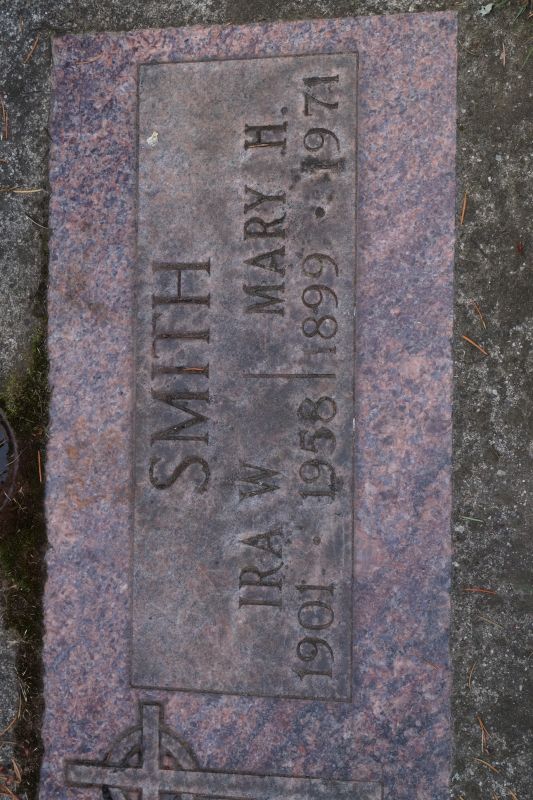 SMITH
IRA W MARY H.
1901 . 1958 1899 . 1971